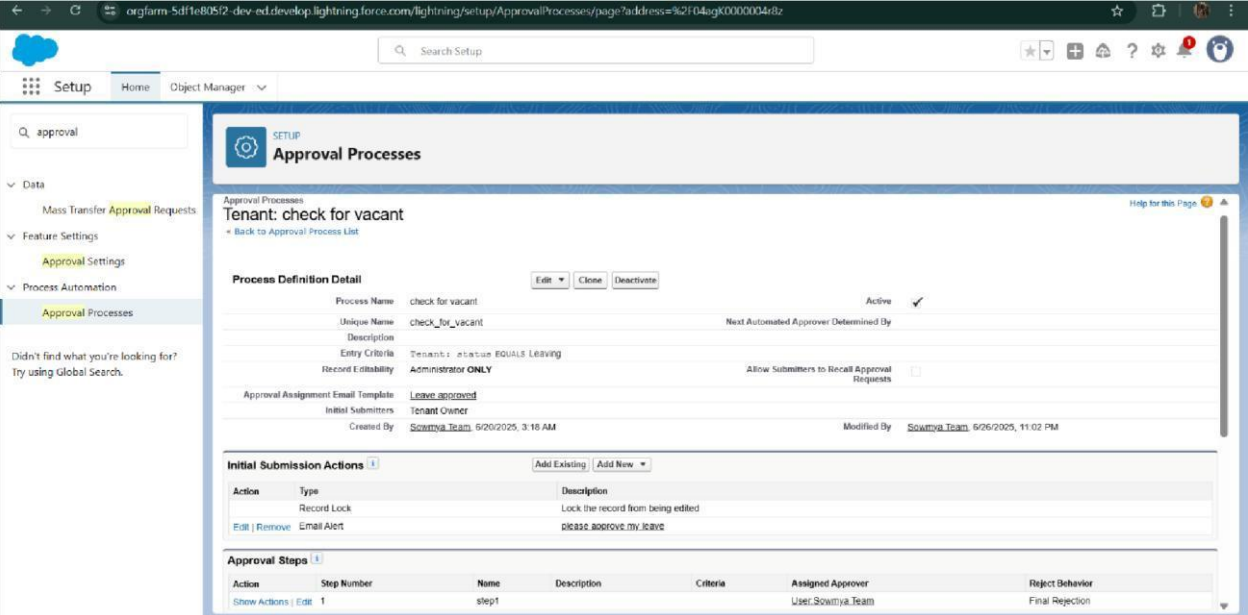 orgfarm-5df1e805f2-dev-ed.develop.lightning.force.com/lightning/setup/ApprovalProcesses/page?address=%2F04agK0000004r8z
Search Setup
1
Setup Home Object Manager
approval
Data
Mass Transfer Approval Requests
Feature Settings
Approval Settings
Process Automation
Approval Processes
Didn't find what you're looking for?
Try using Global Search.
SETUP
Approval Processes
Approval Processes
Tenant: check for vacant
« Back to Approval Process List
Help for this Page
Process Definition Detail Edit Clone Deactivate
Process Name check for vacant Active ✓
Unique Name check_for_vacant Next Automated Approver Determined By
Description
Entry Criteria Tenant: status EQUALS Leaving
Record Editability Administrator ONLY Allow Submitters to Recall Approval
Requests
Approval Assignment Email Template Leave approved
Initial Submitters Tenant Owner
Created By Sowmya Team, 6/20/2025, 3:18 AM Modified By Sowmya Team, 6/26/2025, 11:02 PM
Initial Submission Actions i Add Existing Add New
Action Type Description
Record Lock Lock the record from being edited
Edit | Remove Email Alert please approve my leave
Approval Steps i
Action Step Number Name Description Criteria Assigned Approver Reject Behavior
Show Actions | Edit 1 step1 User:Sowmya Team Final Rejection